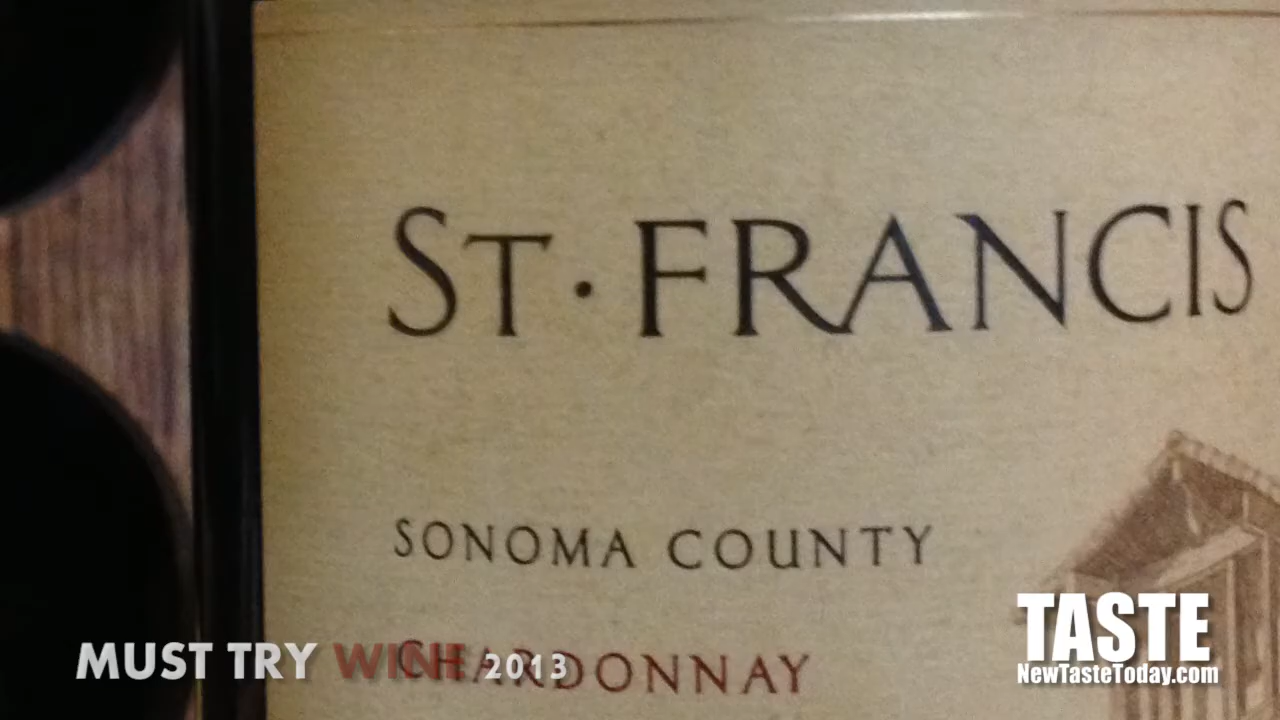 ST·FRANCIS
SONOMA COUNTY
CHARDONNAY
MUST TRY WINE 2013
TASTE
NewTasteToday.com